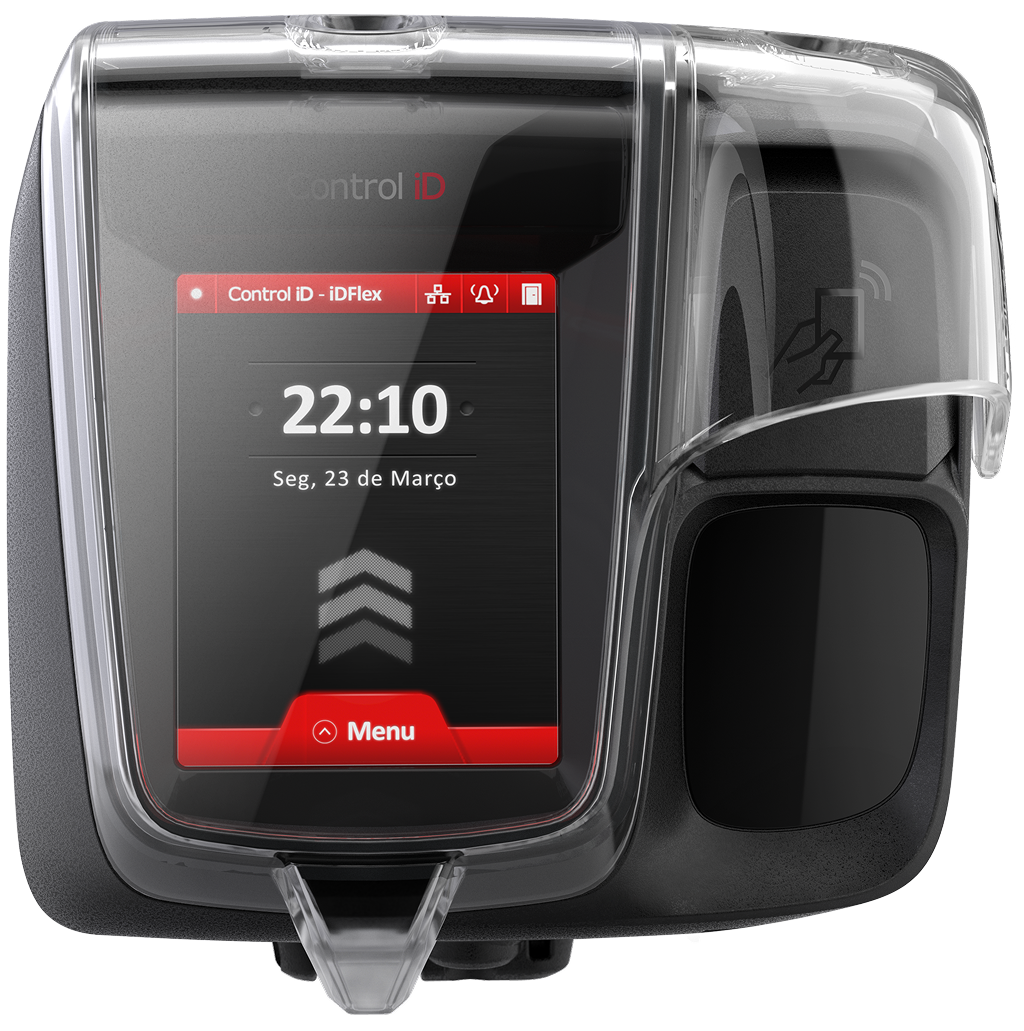 Control iD
Control iD - iDFlex
22:10
Seg, 23 de Março
Menu